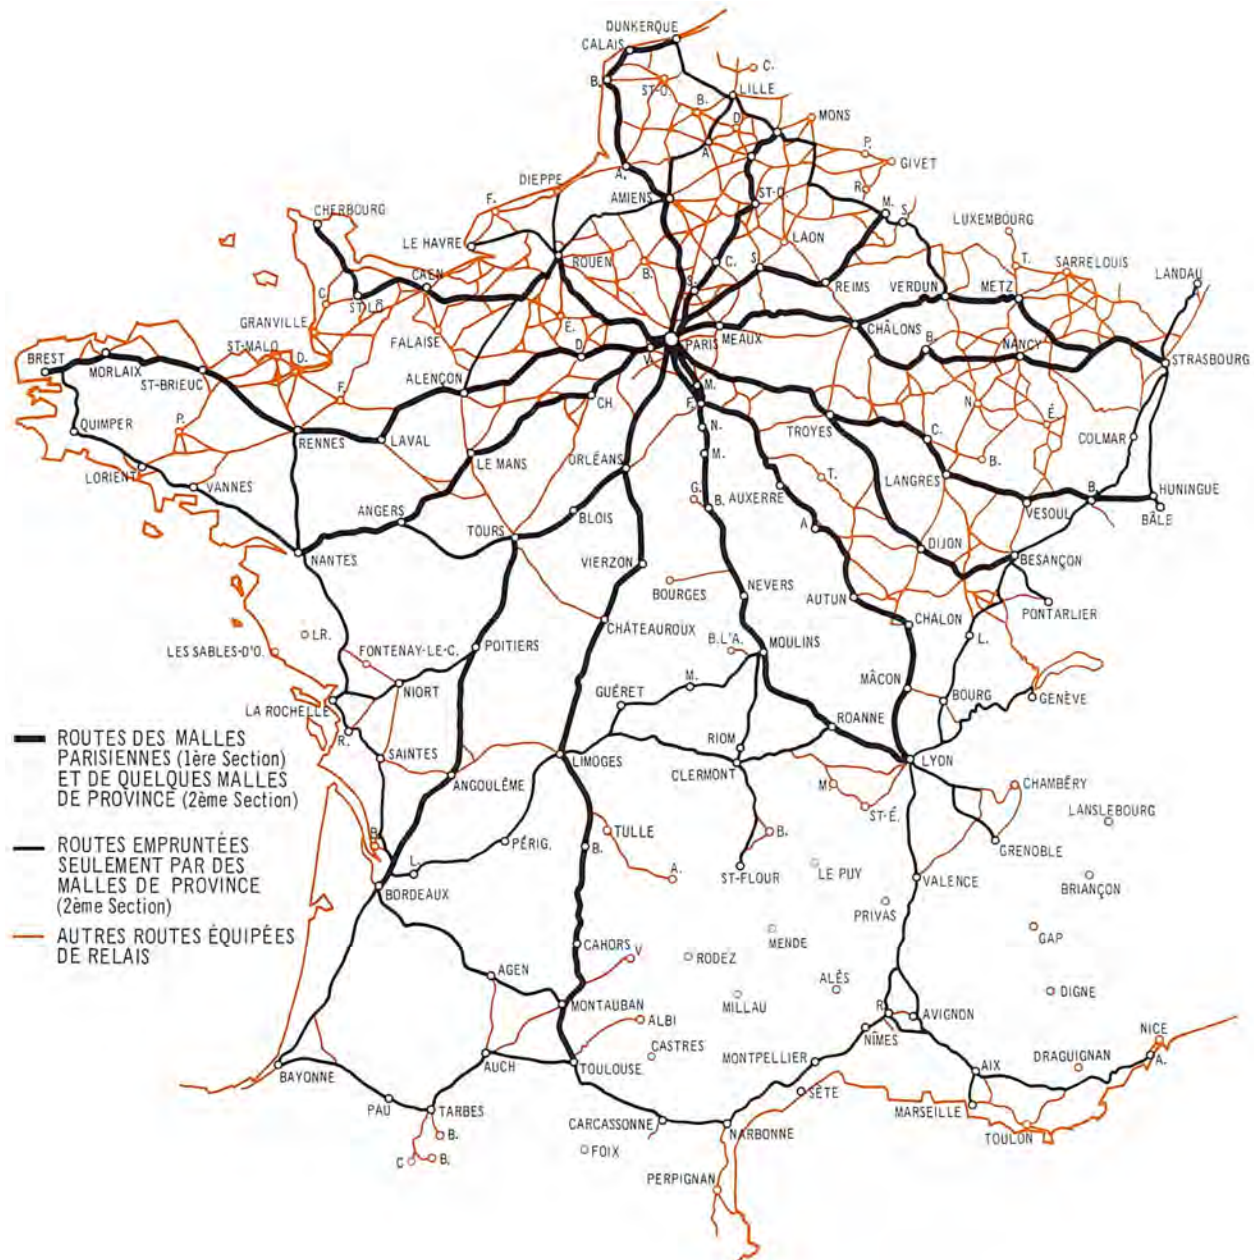 DUNKERQUE
CALAIS
B.
ST-O.
C.
LILLE
B.
D.
MONS
A
P.
GIVET
A.
DIEPPE
AMIENS
ST-Q.
R.
M.
S.
F.
CHERBOURG
LE HAVRE
ROUEN
B.
C.
LAON
LUXEMBOURG
T.
SARRELOUIS
LANDAU
S
REIMS
VERDUN
METZ
CAEN
C.
ST-LÔ
S.
GRANVILLE
FALAISE
E.
PARIS
MEAUX
CHÂLONS
B.
NANCY
STRASBOURG
ST-MALO
D.
D.
V.
BREST
MORLAIX
ST-BRIEUC
ALENÇON
F.
CH.
M.
F.
N.
É.
QUIMPER
P.
RENNES
LAVAL
N.
TROYES
C.
COLMAR
LORIENT
VANNES
LE MANS
ORLÉANS
M.
B.
G.
B.
AUXERRE
T.
LANGRES
B.
HUNINGUE
ANGERS
BLOIS
VESOUL
BÂLE
TOURS
A
DIJON
NANTES
VIERZON
BESANÇON
BOURGES
NEVERS
AUTUN
PONTARLIER
CHALON
LR.
CHÂTEAUROUX
L.
LES SABLES-D'O.
FONTENAY-LE-C.
POITIERS
B.L'A.
MOULINS
NIORT
GUÉRET
M.
MÂCON
BOURG
GENÈVE
LA ROCHELLE
R.
ROANNE
SAINTES
RIOM
LIMOGES
CLERMONT
LYON
ANGOULÊME
M.
CHAMBÉRY
ST-É.
LANSLEBOURG
ROUTES DES MALLES
PARISIENNES (1ère Section)
ET DE QUELQUES MALLES
DE PROVINCE (2ème Section)
ROUTES EMPRUNTÉES
SEULEMENT PAR DES
MALLES DE PROVINCE
(2ème Section)
AUTRES ROUTES ÉQUIPÉES
DE RELAIS
B.
TULLE
PÉRIG.
B.
B.
GRENOBLE
L.
A.
ST-FLOUR
LE PUY
VALENCE
BRIANÇON
BORDEAUX
PRIVAS
CAHORS
V
MENDE
GAP
AGEN
RODEZ
ALÈS
DIGNE
MONTAUBAN
MILLAU
ALBI
R.
AVIGNON
NÎMES
NICE
CASTRES
BAYONNE
AUCH
TOULOUSE
MONTPELLIER
AIX
DRAGUIGNAN
A.
PAU
TARBES
SÈTE
MARSEILLE
CARCASSONNE
NARBONNE
TOULON
B.
C
B.
FOIX
PERPIGNAN